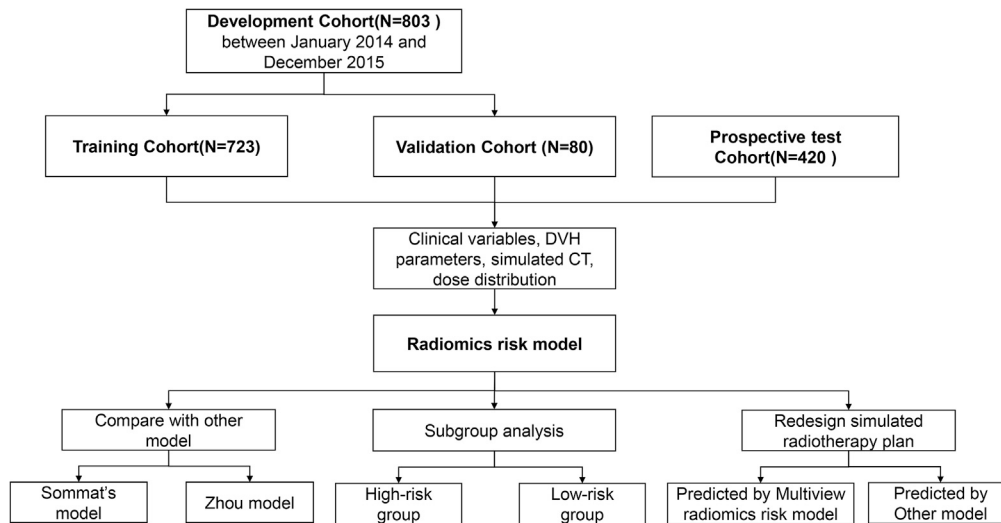 Development Cohort(N=803 )
between January 2014 and
December 2015
Training Cohort(N=723)
Validation Cohort (N=80)
Prospective test
Cohort(N=420 )
Clinical variables, DVH
parameters, simulated CT,
dose distribution
Radiomics risk model
Compare with other
model
Subgroup analysis
Redesign simulated
radiotherapy plan
Sommat's
model
Zhou model
High-risk
group
Low-risk
group
Predicted by Multiview
radiomics risk model
Predicted by
Other model